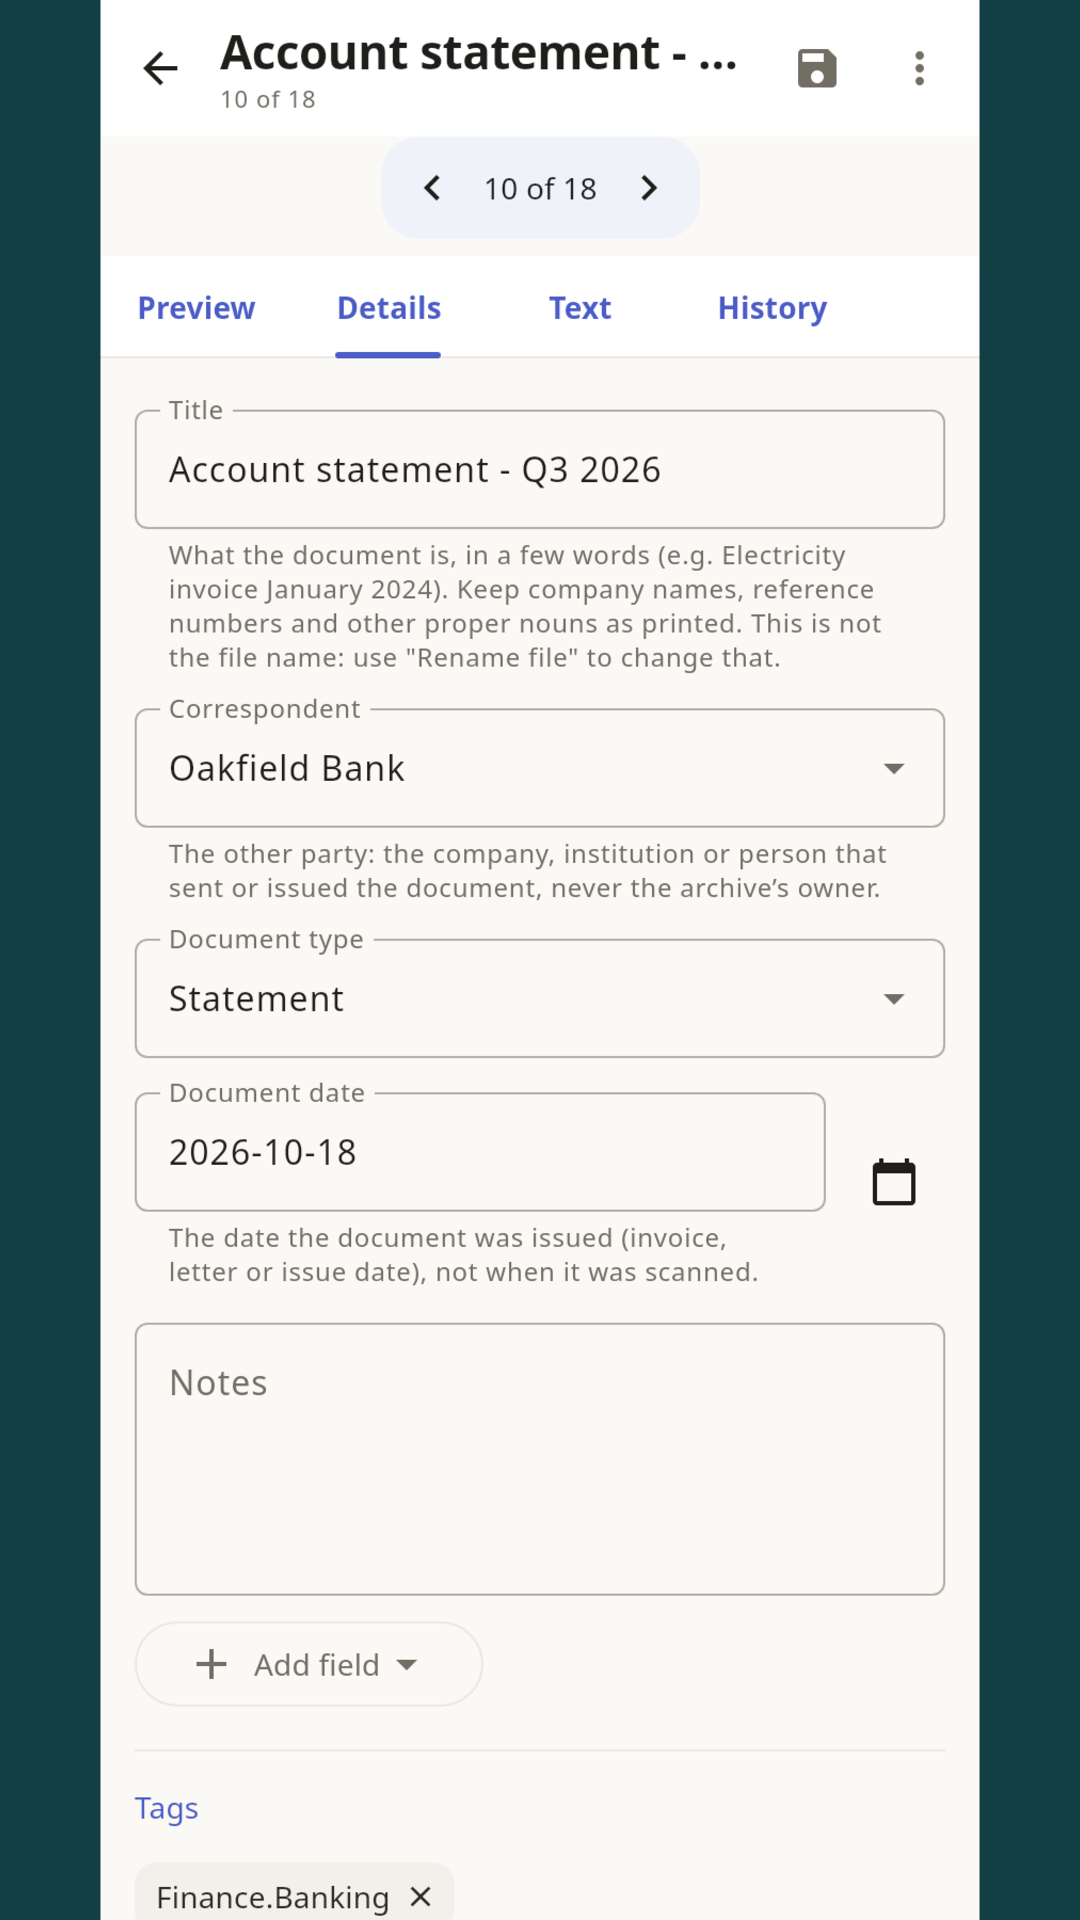 Account statement - ...
10 of 18
10 of 18
Preview
Details
Text
History
Title
Account statement - Q3 2026
What the document is, in a few words (e.g. Electricity
invoice January 2024). Keep company names, reference
numbers and other proper nouns as printed. This is not
the file name: use "Rename file" to change that.
Correspondent
Oakfield Bank
The other party: the company, institution or person that
sent or issued the document, never the archive’s owner.
Document type
Statement
Document date
2026-10-18
The date the document was issued (invoice,
letter or issue date), not when it was scanned.
Notes
Add field
Tags
Finance.Banking